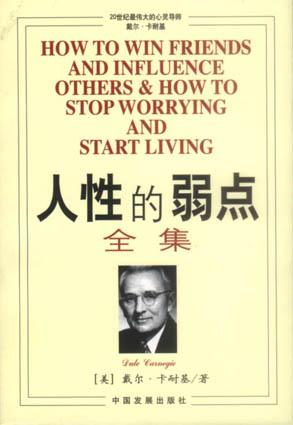 20世纪最伟大的心灵导师
戴尔·卡耐基
HOW TO WIN FRIENDS
AND INFLUENCE
OTHERS & HOW TO
STOP WORRYING
AND
START LIVING
人性的弱点
全集
Dale Carnegie
[美] 戴尔·卡耐基/著
中国发展出版社